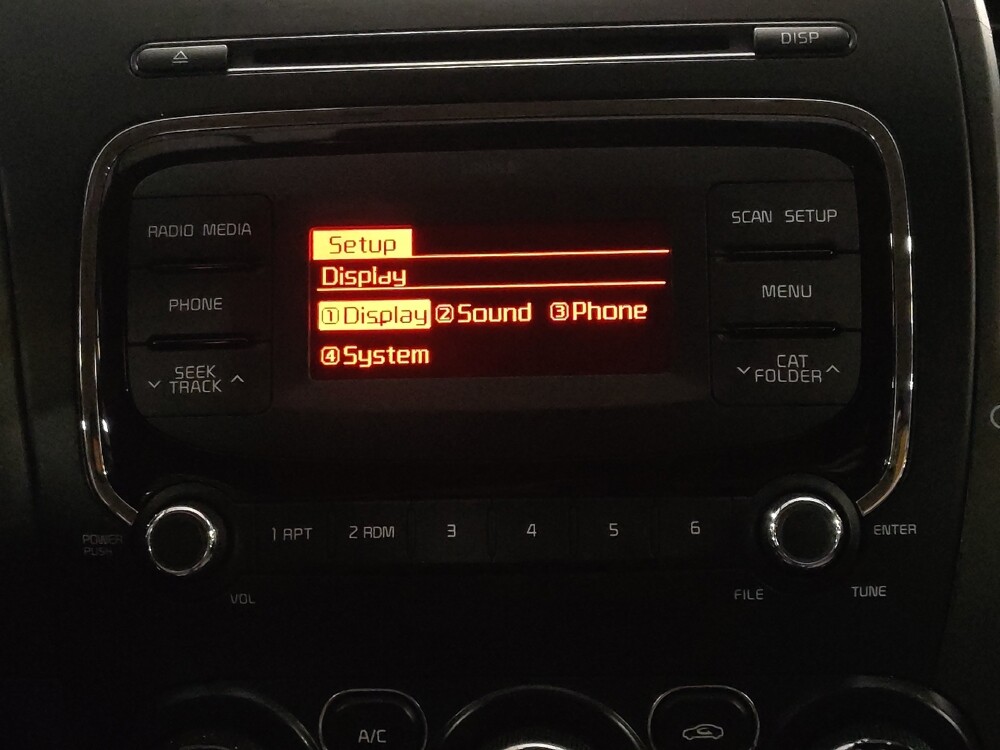 DISP
RADIO MEDIA
PHONE
SEEK
TRACK
Setup
Display
①Display ②Sound ③Phone
④System
SCAN SETUP
MENU
CAT
FOLDER
POWER
PUSH
VOL
1 RPT 2 RDM 3 4 5 6
ENTER
FILE
TUNE
A/C